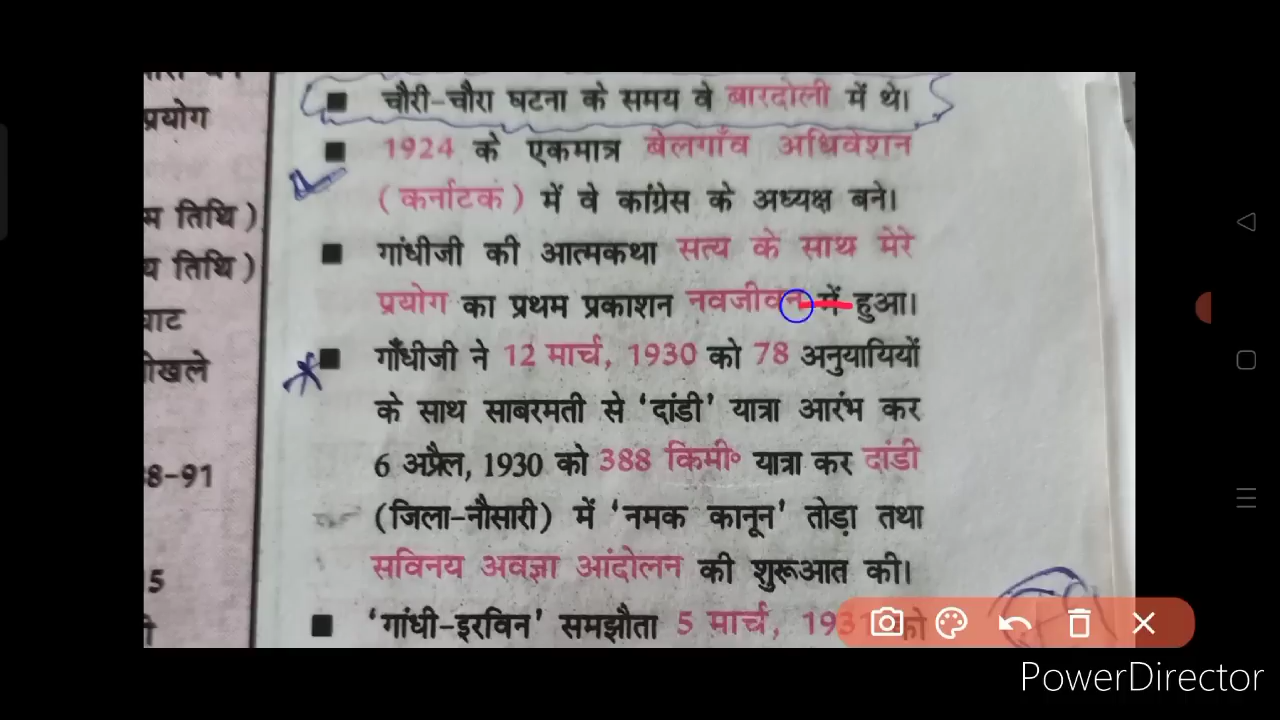 प्रयोग
चौरी-चौरा घटना के समय वे बारदोली में थे।
1924 के एकमात्र बेलगाँव अधिवेशन
(कर्नाटक) में वे कांग्रेस के अध्यक्ष बने।
तिथि)
गांधीजी की आत्मकथा सत्य के साथ मेरे
तिथि)
प्रयोग का प्रथम प्रकाशन नवजीवन में हुआ।
गाँधीजी ने 12 मार्च, 1930 को 78 अनुयायियों
के साथ साबरमती से 'दांडी' यात्रा आरंभ कर
6 अप्रैल, 1930 को 388 किमी॰ यात्रा कर दांडी
8-91
(जिला-नौसारी) में 'नमक कानून' तोड़ा तथा
सविनय अवज्ञा आंदोलन की शुरूआत की।
5
'गांधी-इरविन' समझौता 5 मार्च, 1931 को
PowerDirector